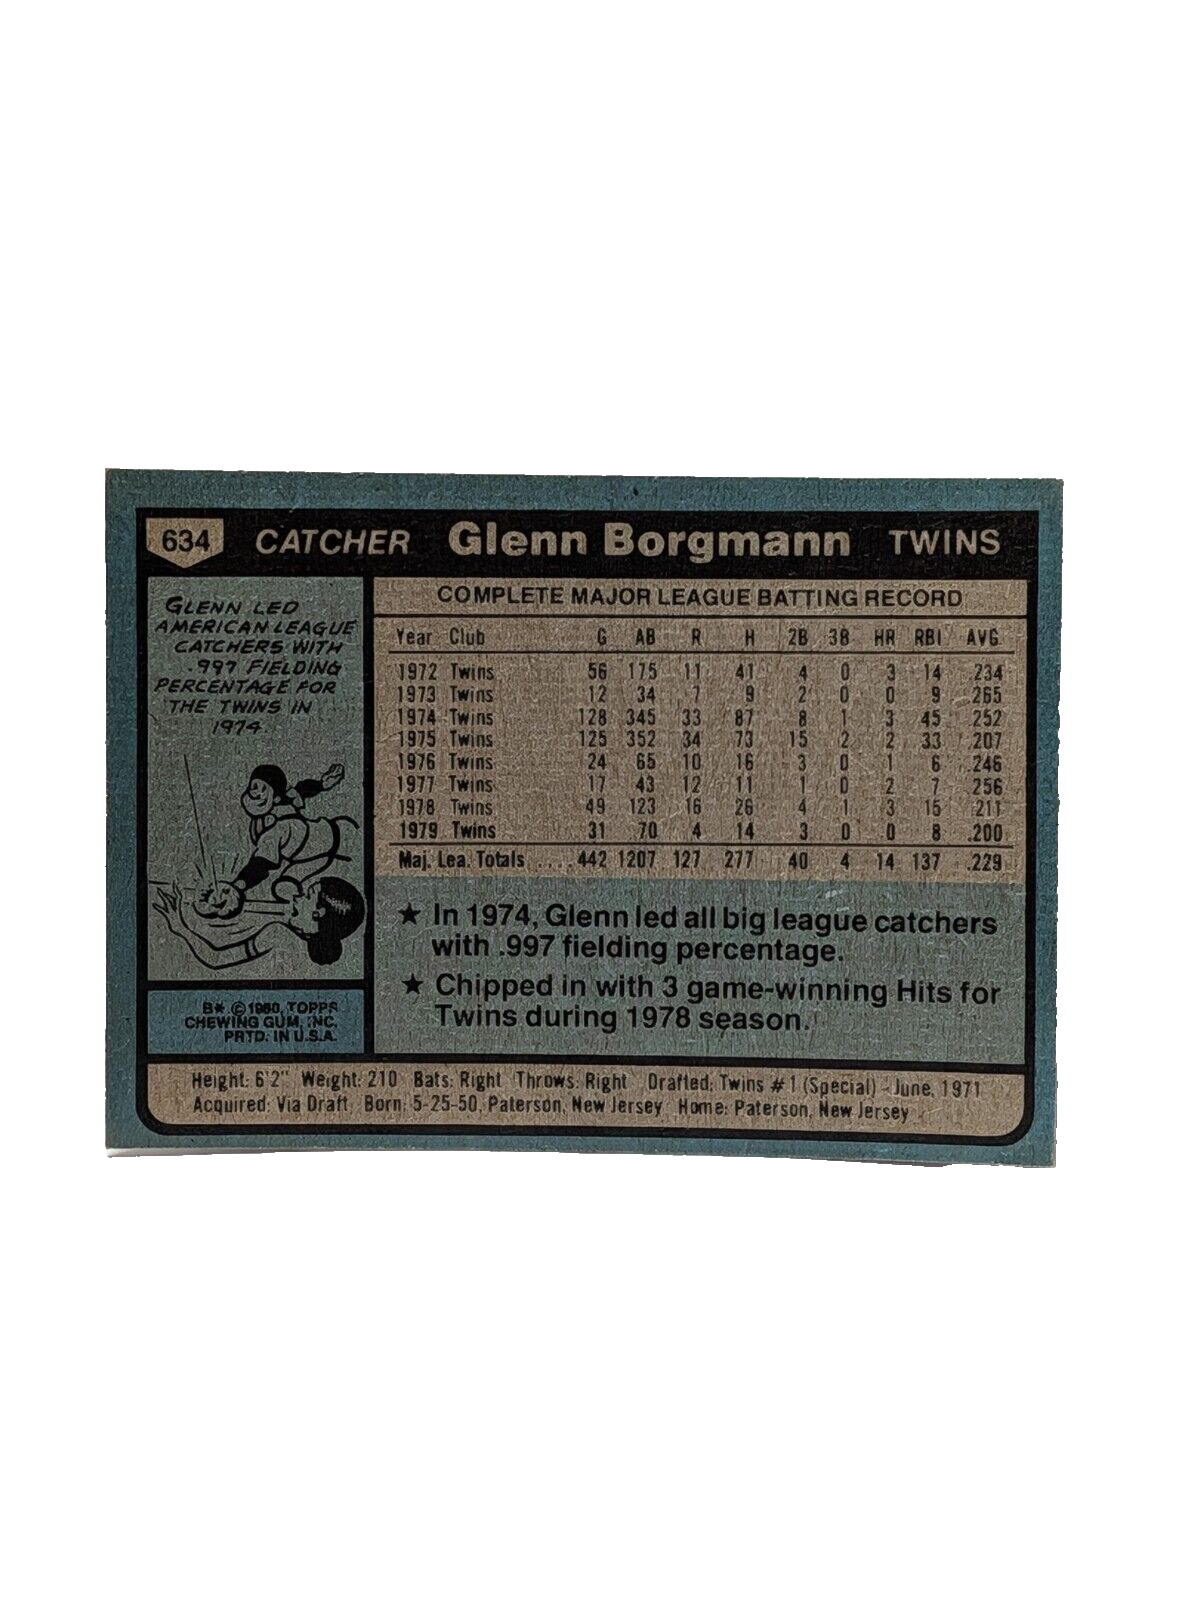 634 CATCHER Glenn Borgmann TWINS
GLENN LED
AMERICAN LEAGUE
CATCHERS WITH
.997 FIELDING
PERCENTAGE FOR
THE TWINS IN
1974.
B* © 1980 TOPPS
CHEWING GUM, INC.
PRTD. IN U.S.A.
COMPLETE MAJOR LEAGUE BATTING RECORD
Year Club G AB R H 2B 3B HR RBI AVG.
1972 Twins 56 175 11 41 4 0 3 14 .234
1973 Twins 12 34 7 9 2 0 0 9 .265
1974 Twins 128 345 33 87 8 1 3 45 .252
1975 Twins 125 352 34 73 15 2 2 33 .207
1976 Twins 24 65 10 16 3 0 1 6 .246
1977 Twins 17 43 12 11 1 0 2 7 .256
1978 Twins 49 123 16 26 4 1 3 15 .211
1979 Twins 31 70 4 14 3 0 0 8 .200
Maj. Lea. Totals .... 442 1207 127 277 40 4 14 137 .229
★ In 1974, Glenn led all big league catchers
with .997 fielding percentage.
★ Chipped in with 3 game-winning Hits for
Twins during 1978 season.
Height: 6'2" Weight: 210 Bats: Right Throws: Right Drafted: Twins #1 (Special) - June, 1971
Acquired: Via Draft Born: 5-25-50, Paterson, New Jersey Home: Paterson, New Jersey